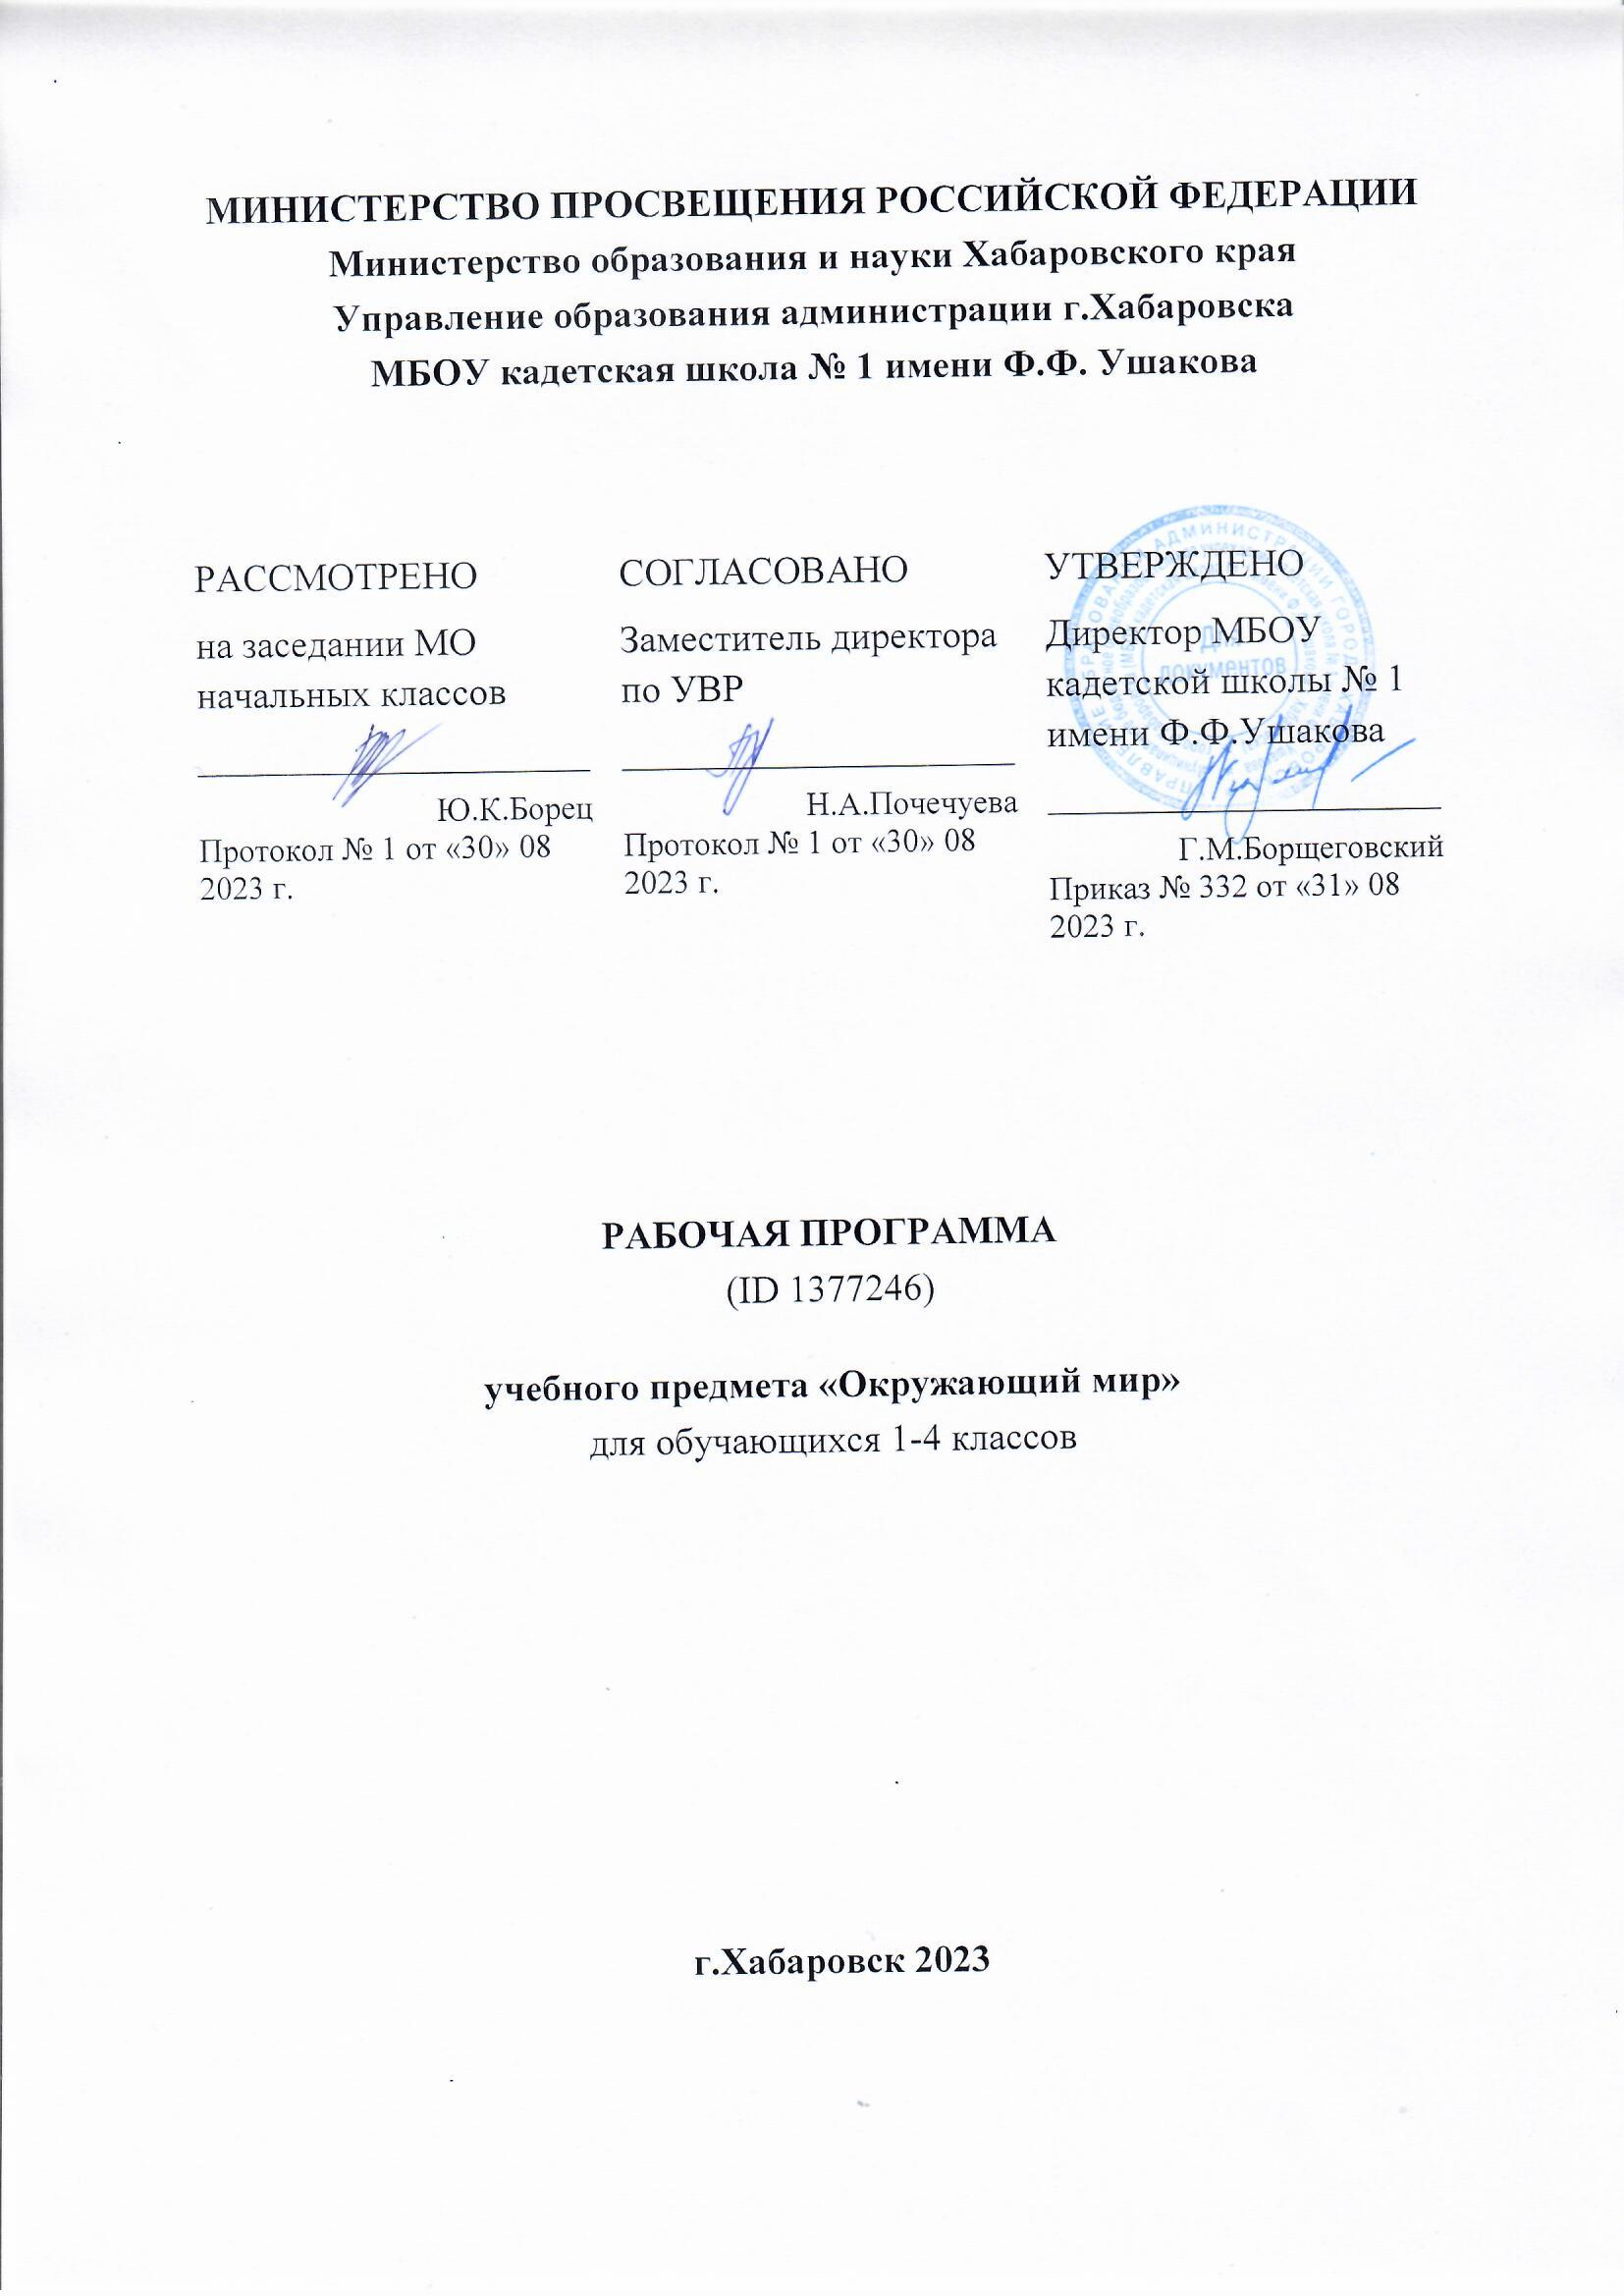 МИНИСТЕРСТВО ПРОСВЕЩЕНИЯ РОССИЙСКОЙ ФЕДЕРАЦИИ
Министерство образования и науки Хабаровского края
Управление образования администрации г.Хабаровска
МБОУ кадетская школа № 1 имени Ф.Ф. Ушакова
РАССМОТРЕНО
на заседании МО
начальных классов
Ю.К.Борец
Протокол № 1 от «30» 08
2023 г.
СОГЛАСОВАНО
Заместитель директора
по УВР
Н.А.Почечуева
Протокол № 1 от «30» 08
2023 г.
УТВЕРЖДЕНО
Директор МБОУ
кадетской школы № 1
имени Ф.Ф.Ушакова
Г.М.Борщеговский
Приказ № 332 от «31» 08
2023 г.
Для
документов
РАБОЧАЯ ПРОГРАММА
(ID 1377246)
учебного предмета «Окружающий мир»
для обучающихся 1-4 классов
г.Хабаровск 2023